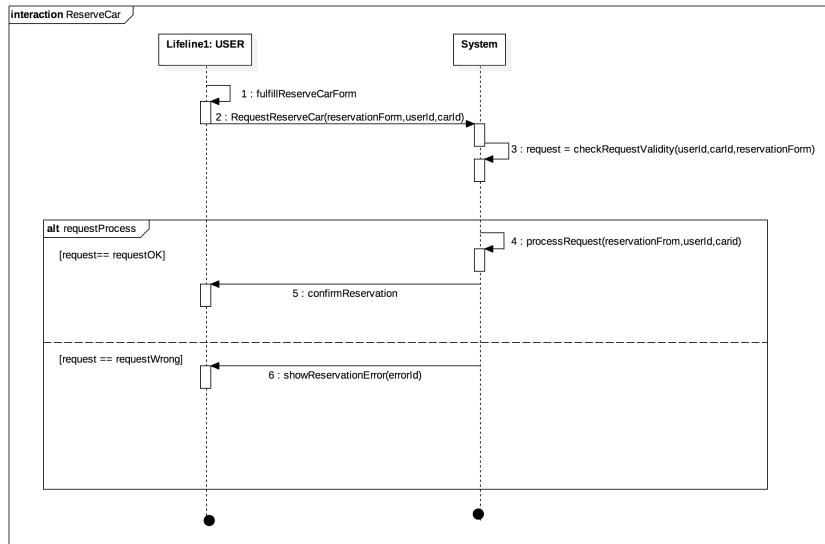 interaction ReserveCar
Lifeline1: USER
System
1 : fulfillReserveCarForm
2 : RequestReserveCar(reservationForm,userId,carId)
3 : request = checkRequestValidity(userId,carId,reservationForm)
alt requestProcess
4 : processRequest(reservationFrom,userId,carid)
[request== requestOK]
5 : confirmReservation
[request == requestWrong]
6 : showReservationError(errorId)